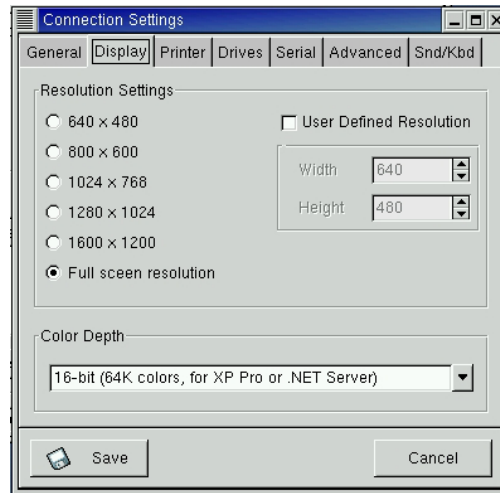 Connection Settings
General Display Printer Drives Serial Advanced Snd/Kbd
Resolution Settings
640 x 480
800 x 600
1024 x 768
1280 x 1024
1600 x 1200
Full sceen resolution
User Defined Resolution
Width 640
Height 480
Color Depth
16-bit (64K colors, for XP Pro or .NET Server)
Save Cancel